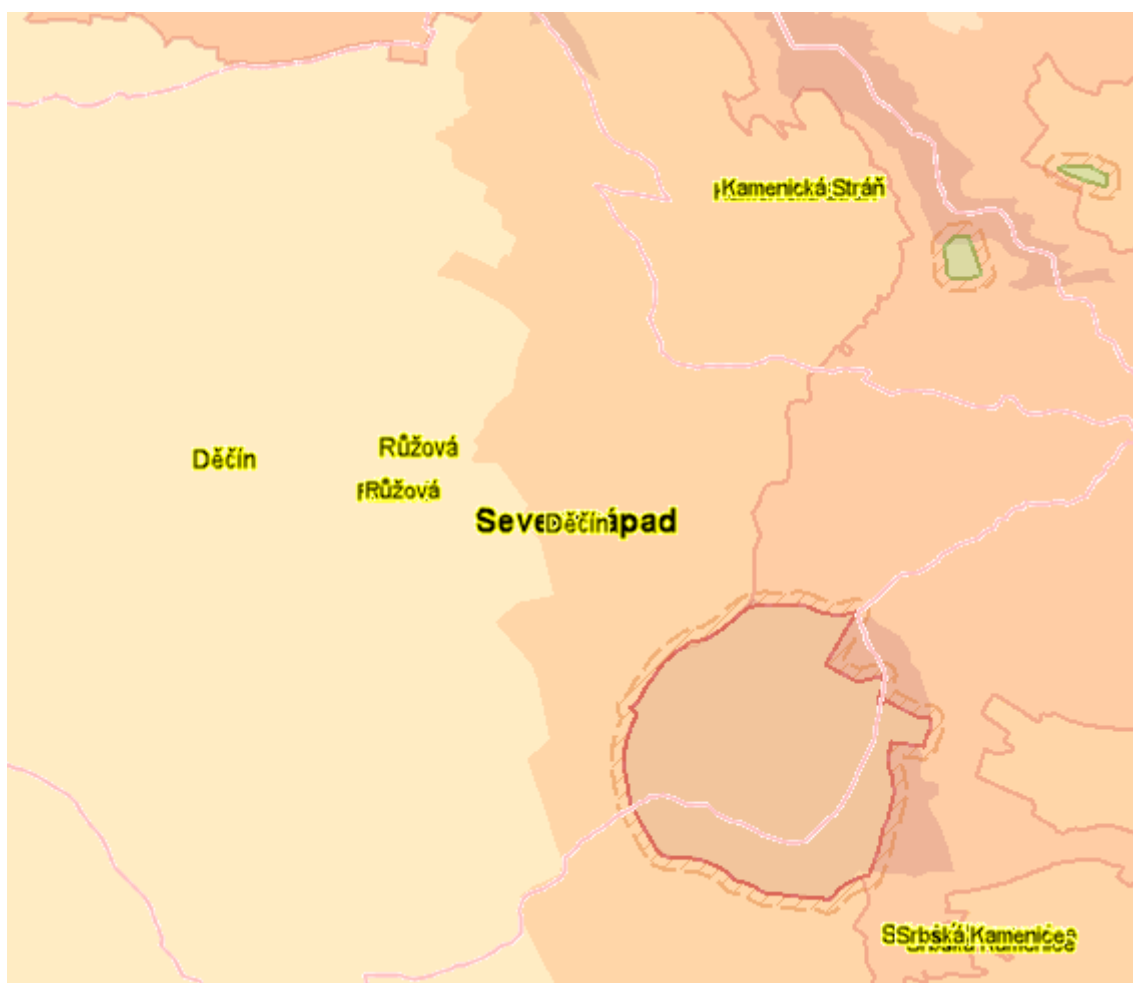 Kamenická Stráň
Růžová
Děčín
Růžová
Děčín
Srbská Kamenice